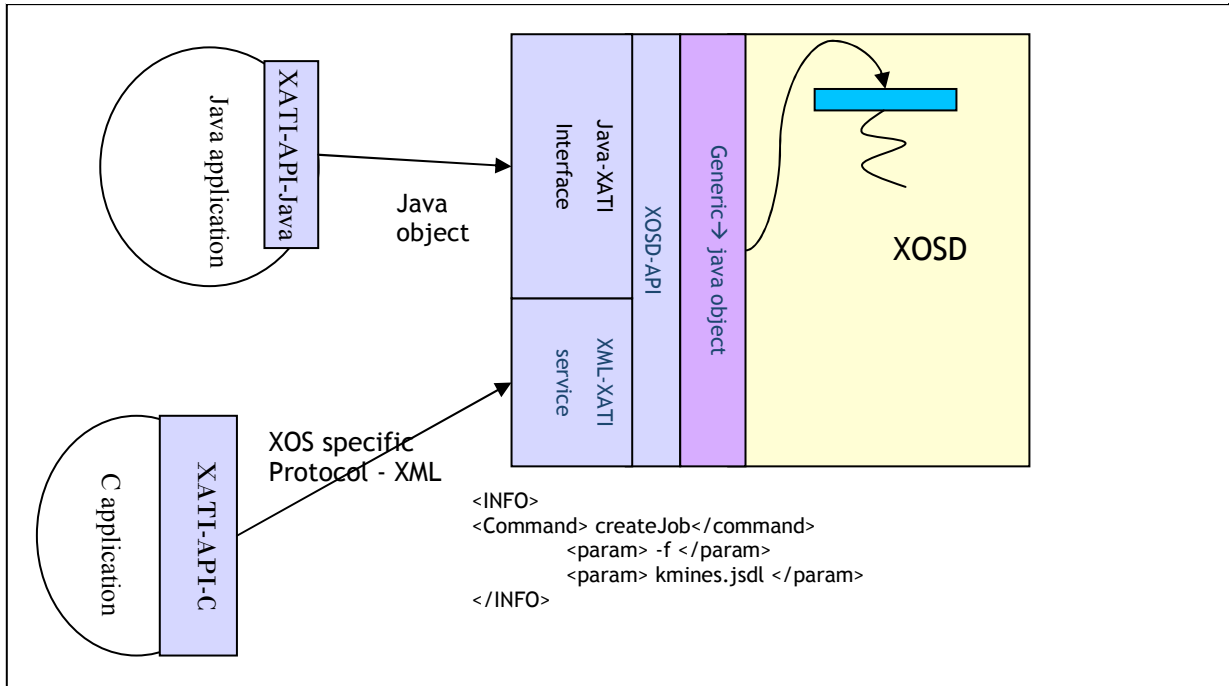 Java application
XATI-API-Java
Java
object
Java-XATI
Interface
XML-XATI
service
XOSD-API
Generic→ java object
XOSD
C application
XATI-API-C
XOS specific
Protocol - XML
<INFO>
<Command> createJob</command>
<param> -f </param>
<param> kmines.jsdl </param>
</INFO>